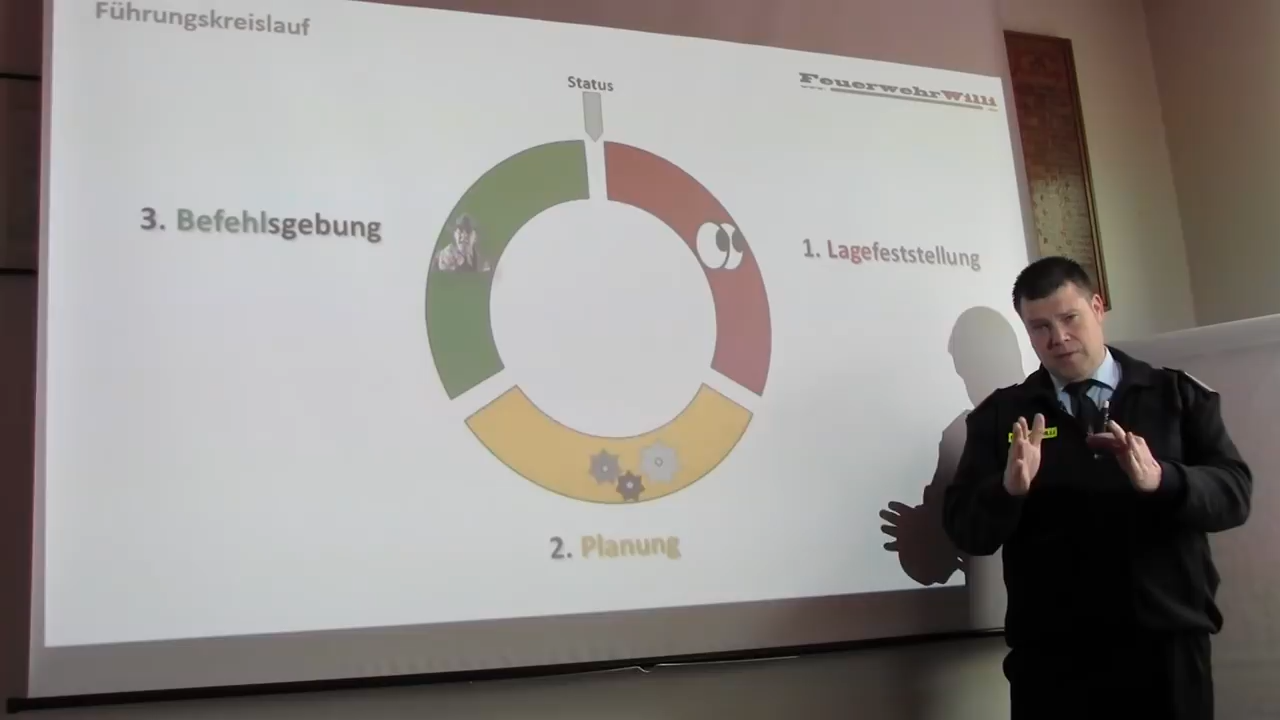 Führungskreislauf
Status
FeuerwehrWilli
3. Befehlsgebung
1. Lagefeststellung
2. Planung